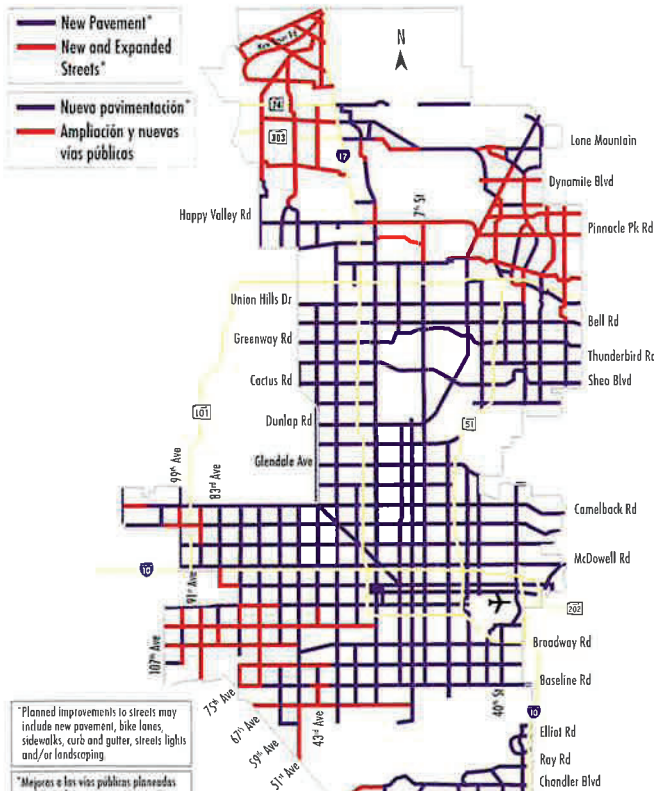 New Pavement*
New and Expanded
Streets*
Nueva pavimentación*
Ampliación y nuevas
vías públicas
N
74
303
17
Lone Mountain
Dynamite Blvd
7th St
Happy Valley Rd
Pinnacle Pk Rd
Union Hills Dr
Bell Rd
Greenway Rd
Thunderbird Rd
Cactus Rd
Shea Blvd
101
51
Dunlap Rd
Glendale Ave
99th Ave
83rd Ave
Camelback Rd
McDowell Rd
10
91st Ave
202
107th Ave
Broadway Rd
Baseline Rd
75th Ave
67th Ave
59th Ave
51st Ave
43rd Ave
40th St
10
Elliot Rd
Ray Rd
Chandler Blvd
*Planned improvements to streets may
include new pavement, bike lanes,
sidewalks, curb and gutter, streets lights
and/or landscaping.
*Mejoras a las vías públicas planeadas